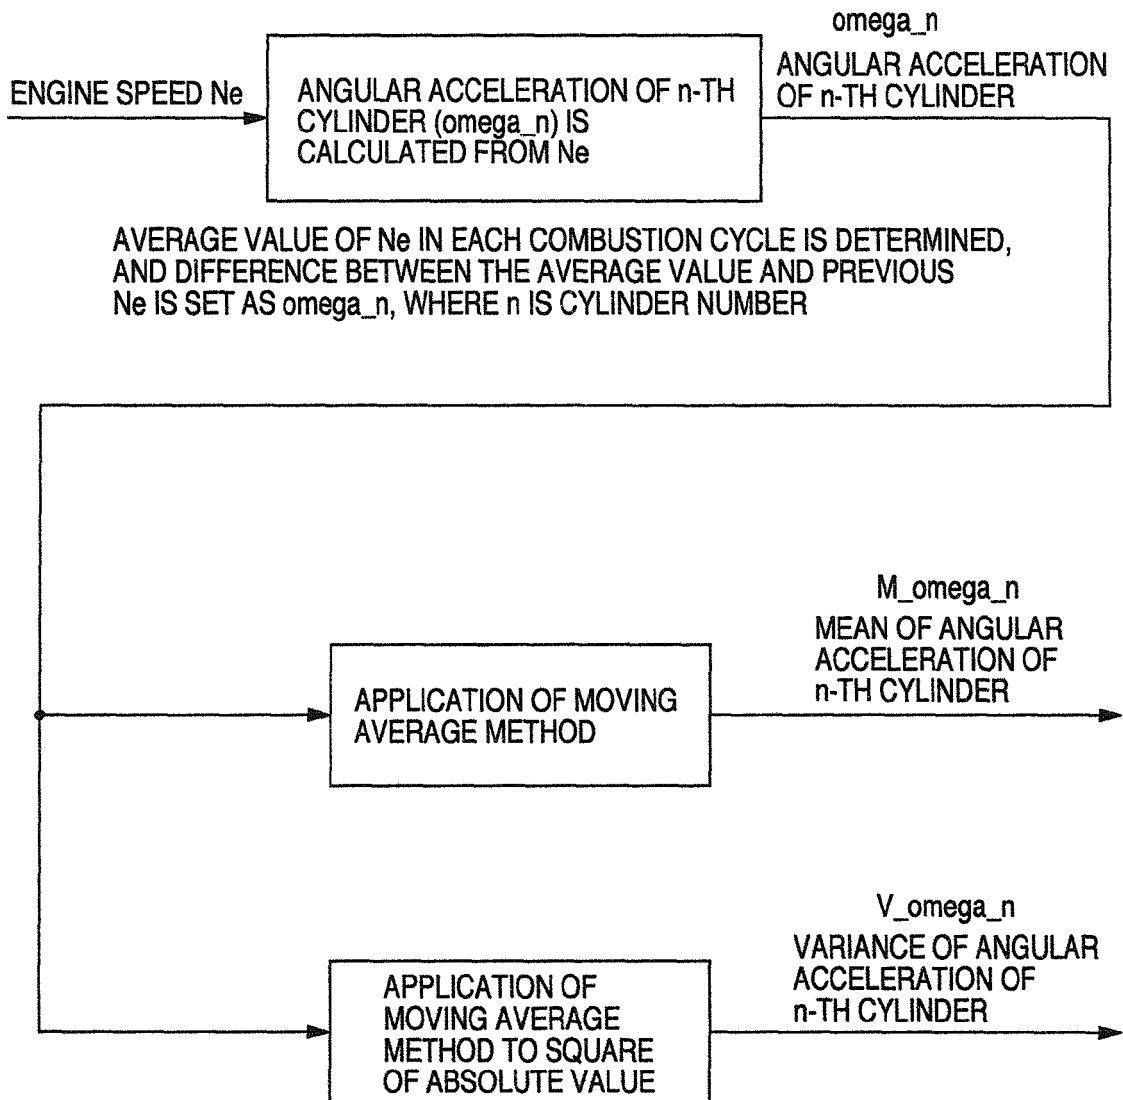 omega_n
ENGINE SPEED Ne
ANGULAR ACCELERATION OF n-TH
CYLINDER (omega_n) IS
CALCULATED FROM Ne
ANGULAR ACCELERATION
OF n-TH CYLINDER
AVERAGE VALUE OF Ne IN EACH COMBUSTION CYCLE IS DETERMINED,
AND DIFFERENCE BETWEEN THE AVERAGE VALUE AND PREVIOUS
Ne IS SET AS omega_n, WHERE n IS CYLINDER NUMBER
M_omega_n
MEAN OF ANGULAR
ACCELERATION OF
n-TH CYLINDER
APPLICATION OF MOVING
AVERAGE METHOD
V_omega_n
VARIANCE OF ANGULAR
ACCELERATION OF
n-TH CYLINDER
APPLICATION OF
MOVING AVERAGE
METHOD TO SQUARE
OF ABSOLUTE VALUE